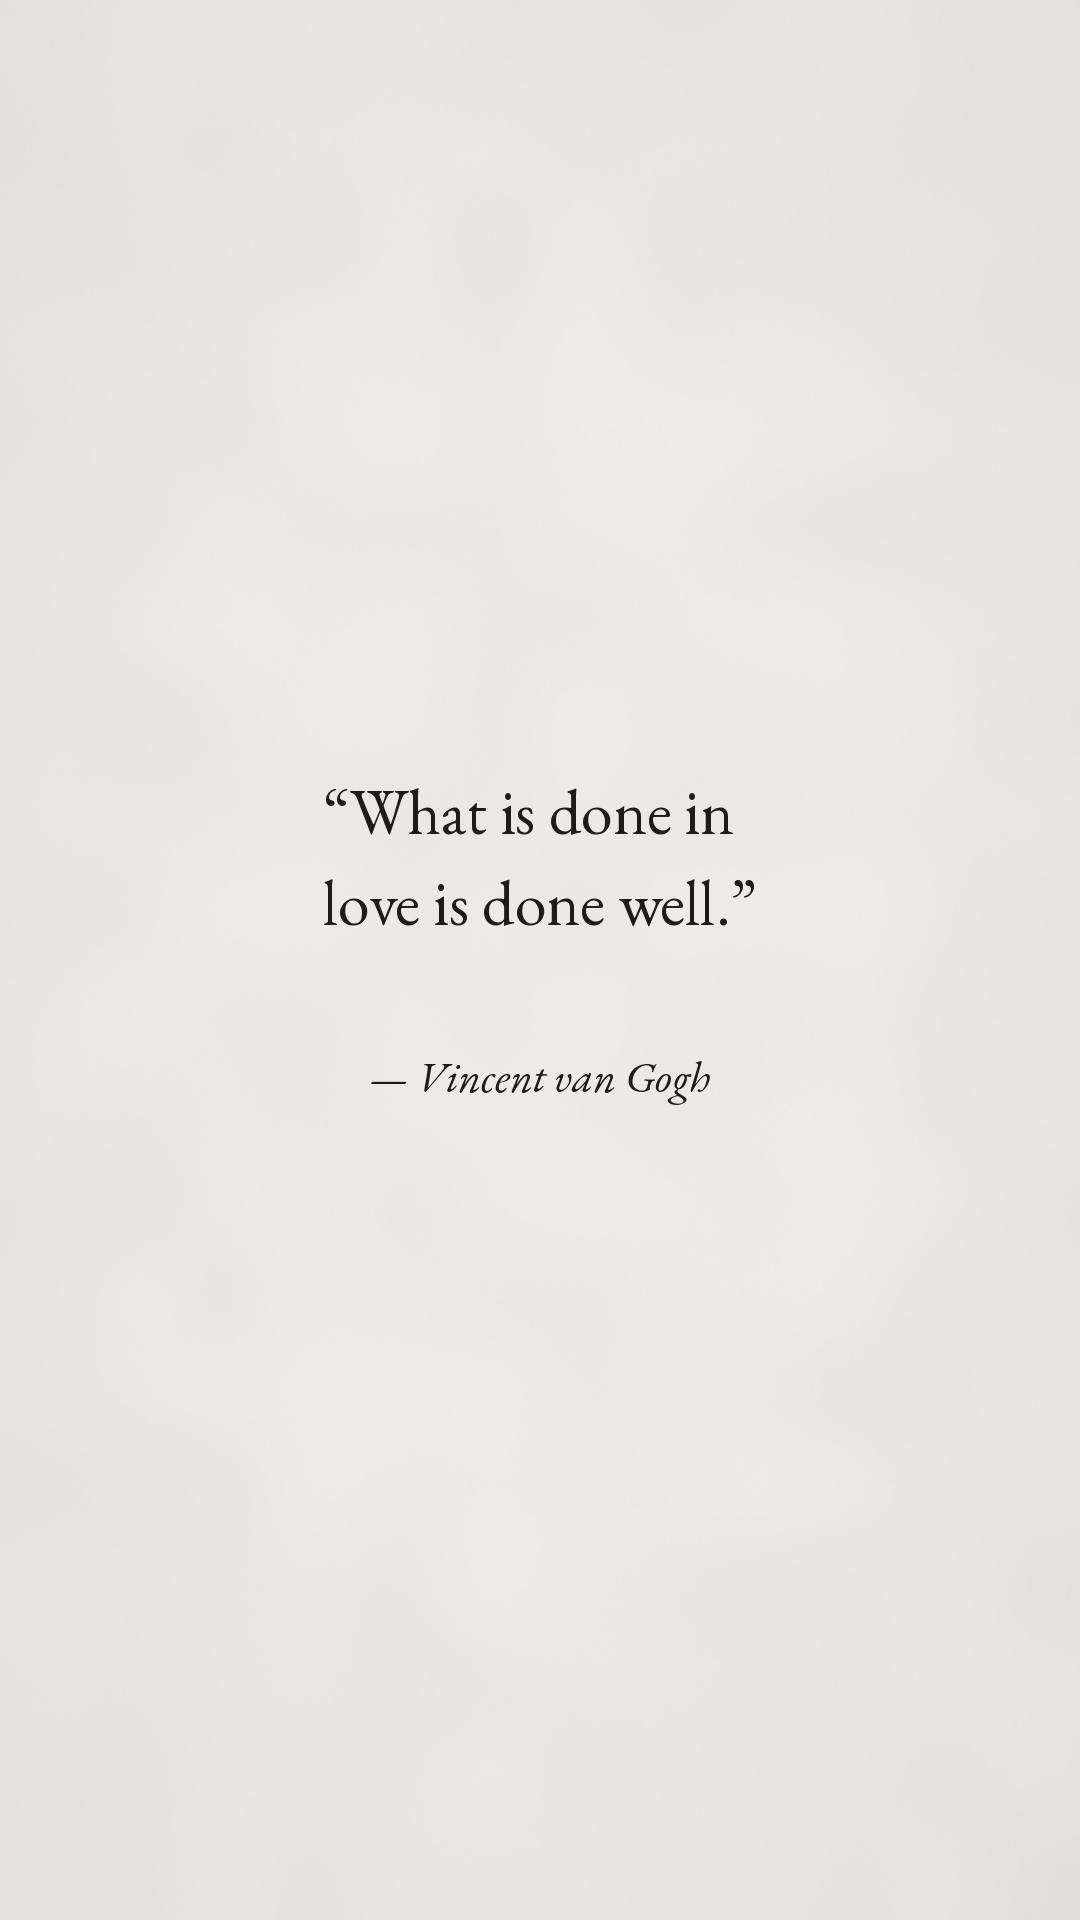 “What is done in
love is done well.”
— Vincent van Gogh